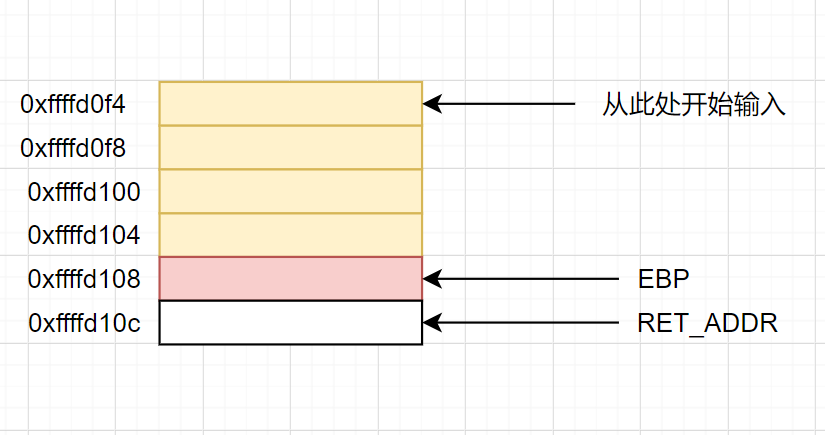 0xffffd0f4 从此处开始输入
0xffffd0f8
0xffffd100
0xffffd104
0xffffd108 EBP
0xffffd10c RET_ADDR